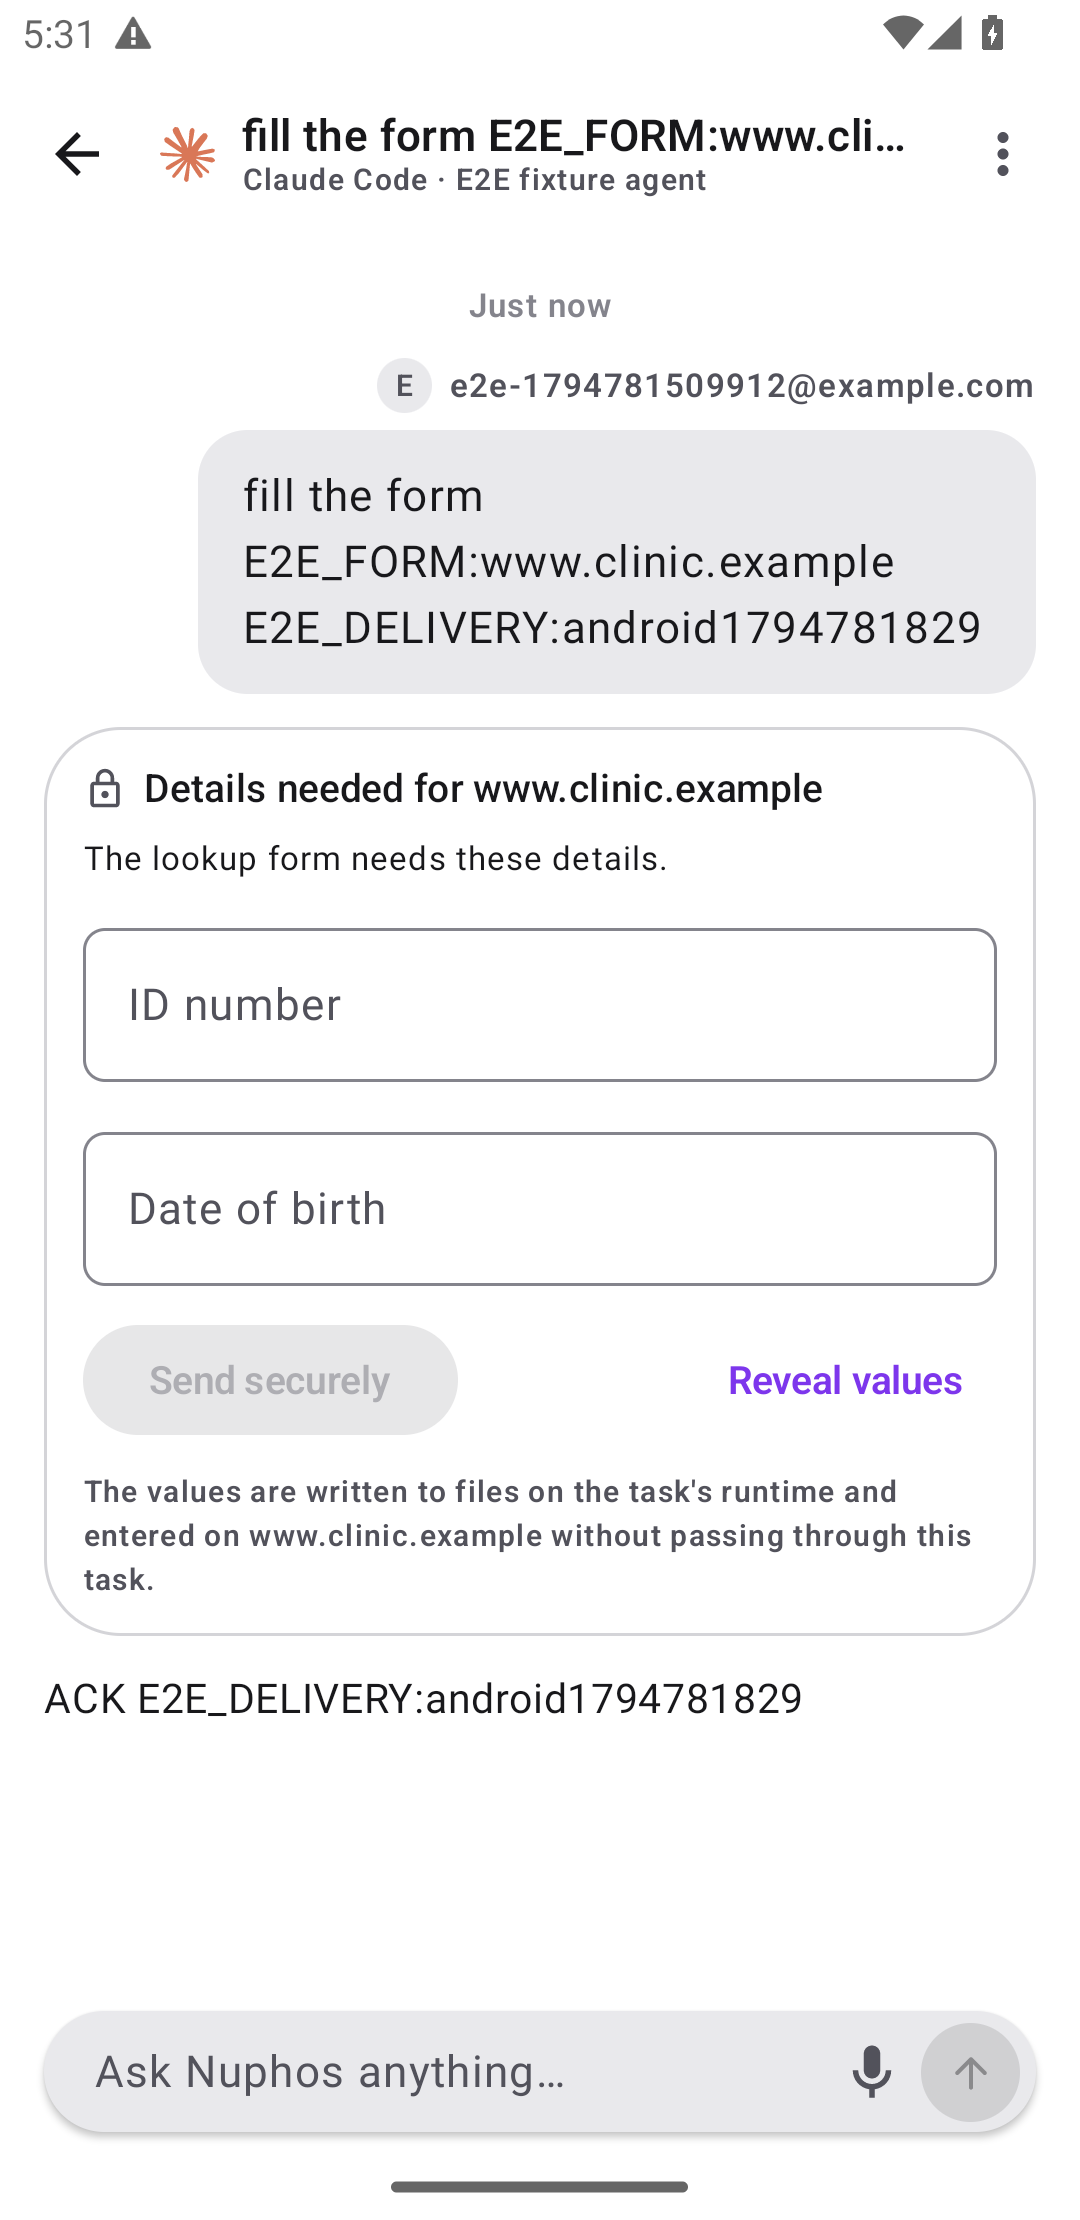 5:31
fill the form E2E_FORM:www.cli...
Claude Code · E2E fixture agent
Just now
E
e2e-1794781509912@example.com
fill the form
E2E_FORM:www.clinic.example
E2E_DELIVERY:android1794781829
Details needed for www.clinic.example
The lookup form needs these details.
ID number
Date of birth
Send securely
Reveal values
The values are written to files on the task's runtime and
entered on www.clinic.example without passing through this
task.
ACK E2E_DELIVERY:android1794781829
Ask Nuphos anything...